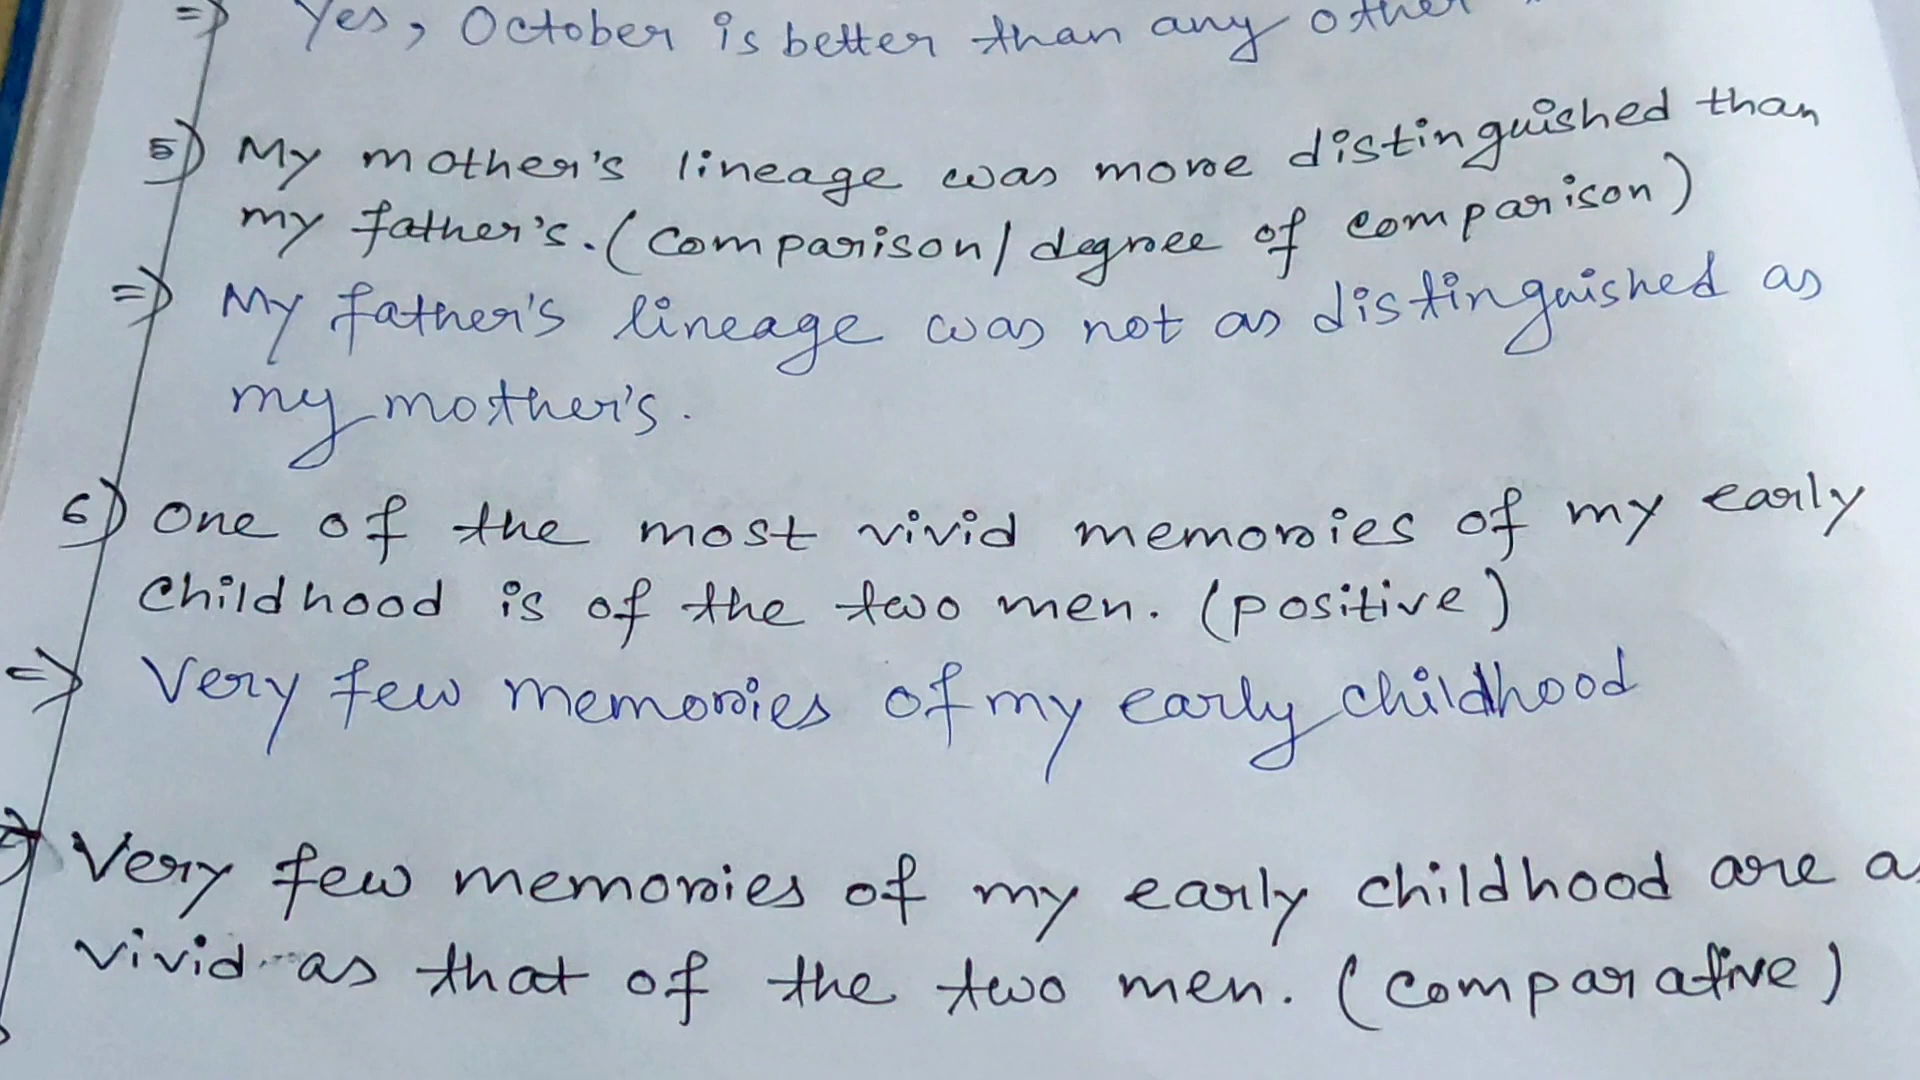 => Yes, October is better than any other
5) My mother's lineage was more distinguished than
my father's. (comparison/degree of comparison)
=> My father's lineage was not as distinguished as
my mother's.
6) One of the most vivid memories of my early
childhood is of the two men. (positive)
=> Very few memories of my early childhood
Very few memories of my early childhood are as
vivid as that of the two men. (comparative)